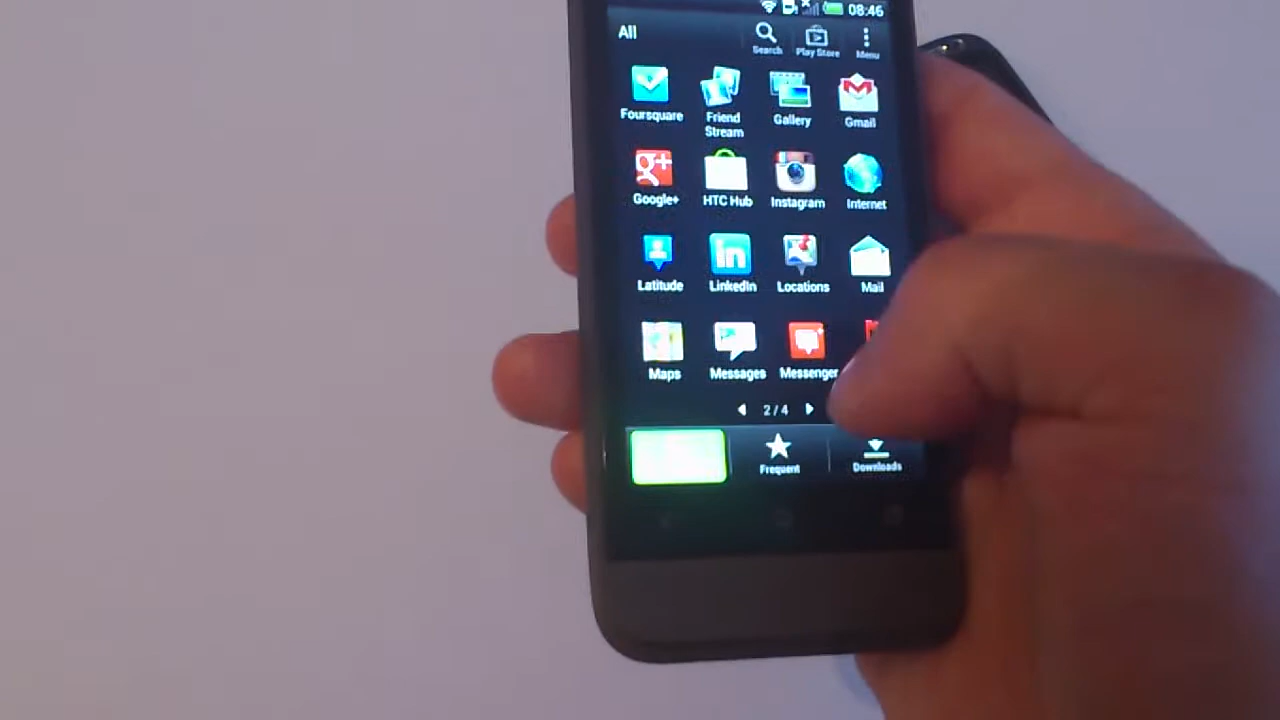 08:46
All
Search Play Store Menu
Foursquare Friend Stream Gallery Gmail
Google+ HTC Hub Instagram Internet
Latitude LinkedIn Locations Mail
Maps Messages Messenger
2/4
Frequent Downloads